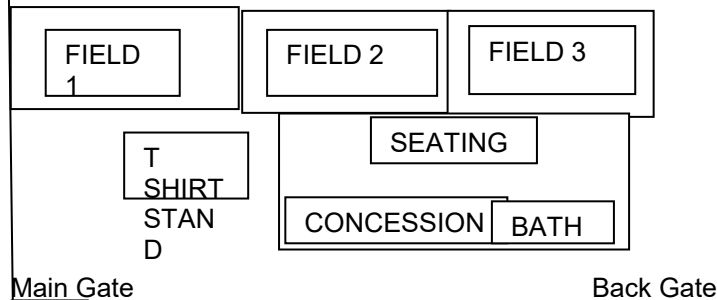 FIELD
1
FIELD 2
FIELD 3
SEATING
T
SHIRT
STAN
D
CONCESSION
BATH
Main Gate
Back Gate